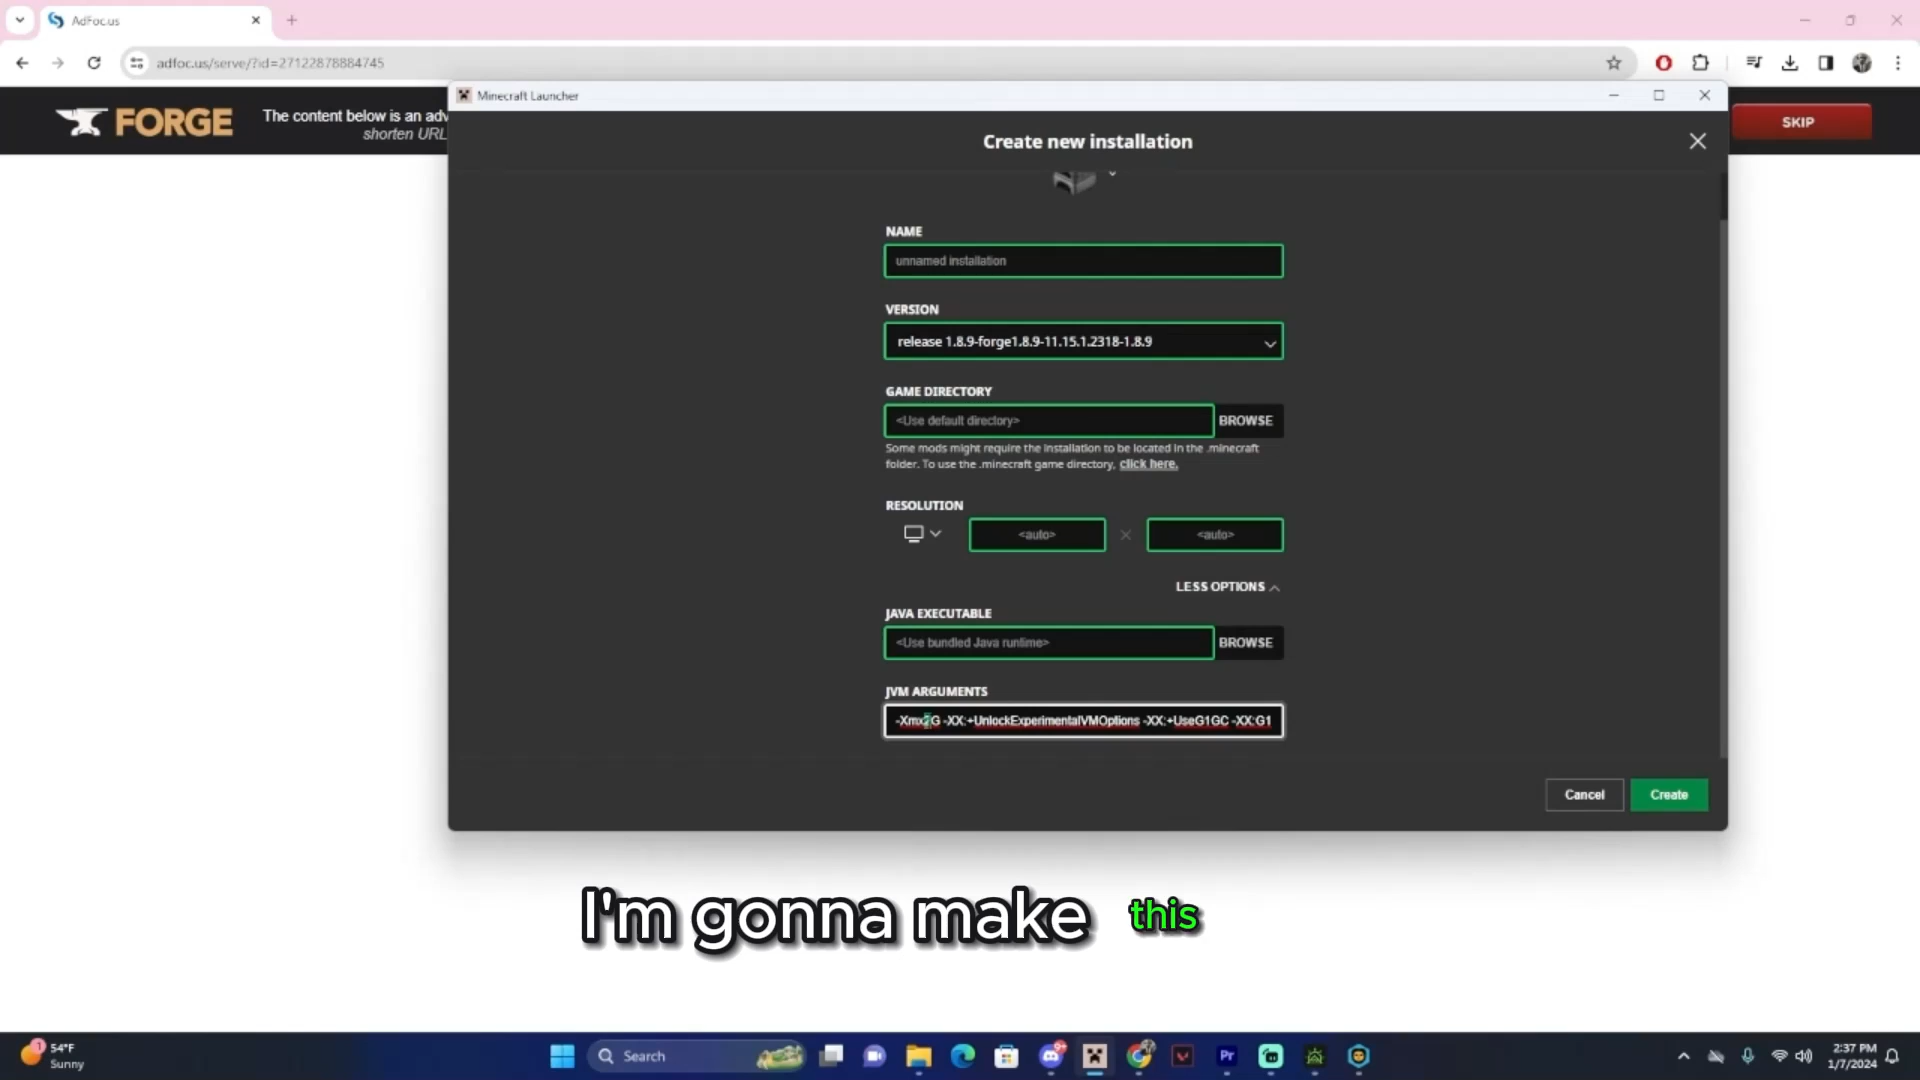 AdFoc.us
adfoc.us/serve/?id=27122878884745
FORGE
The content below is an adv
shorten URL
SKIP
Minecraft Launcher
Create new installation
NAME
unnamed installation
VERSION
release 1.8.9-forge1.8.9-11.15.1.2318-1.8.9
GAME DIRECTORY
<Use default directory>
BROWSE
Some mods might require the installation to be located in the .minecraft
folder. To use the .minecraft game directory, click here.
RESOLUTION
<auto>
<auto>
LESS OPTIONS
JAVA EXECUTABLE
<Use bundled Java runtime>
BROWSE
JVM ARGUMENTS
-Xmx2G -XX:+UnlockExperimentalVMOptions -XX:+UseG1GC -XX:G1
Cancel
Create
I'm gonna make this
1
54°F
Sunny
Search
Pr
2:37 PM
1/7/2024